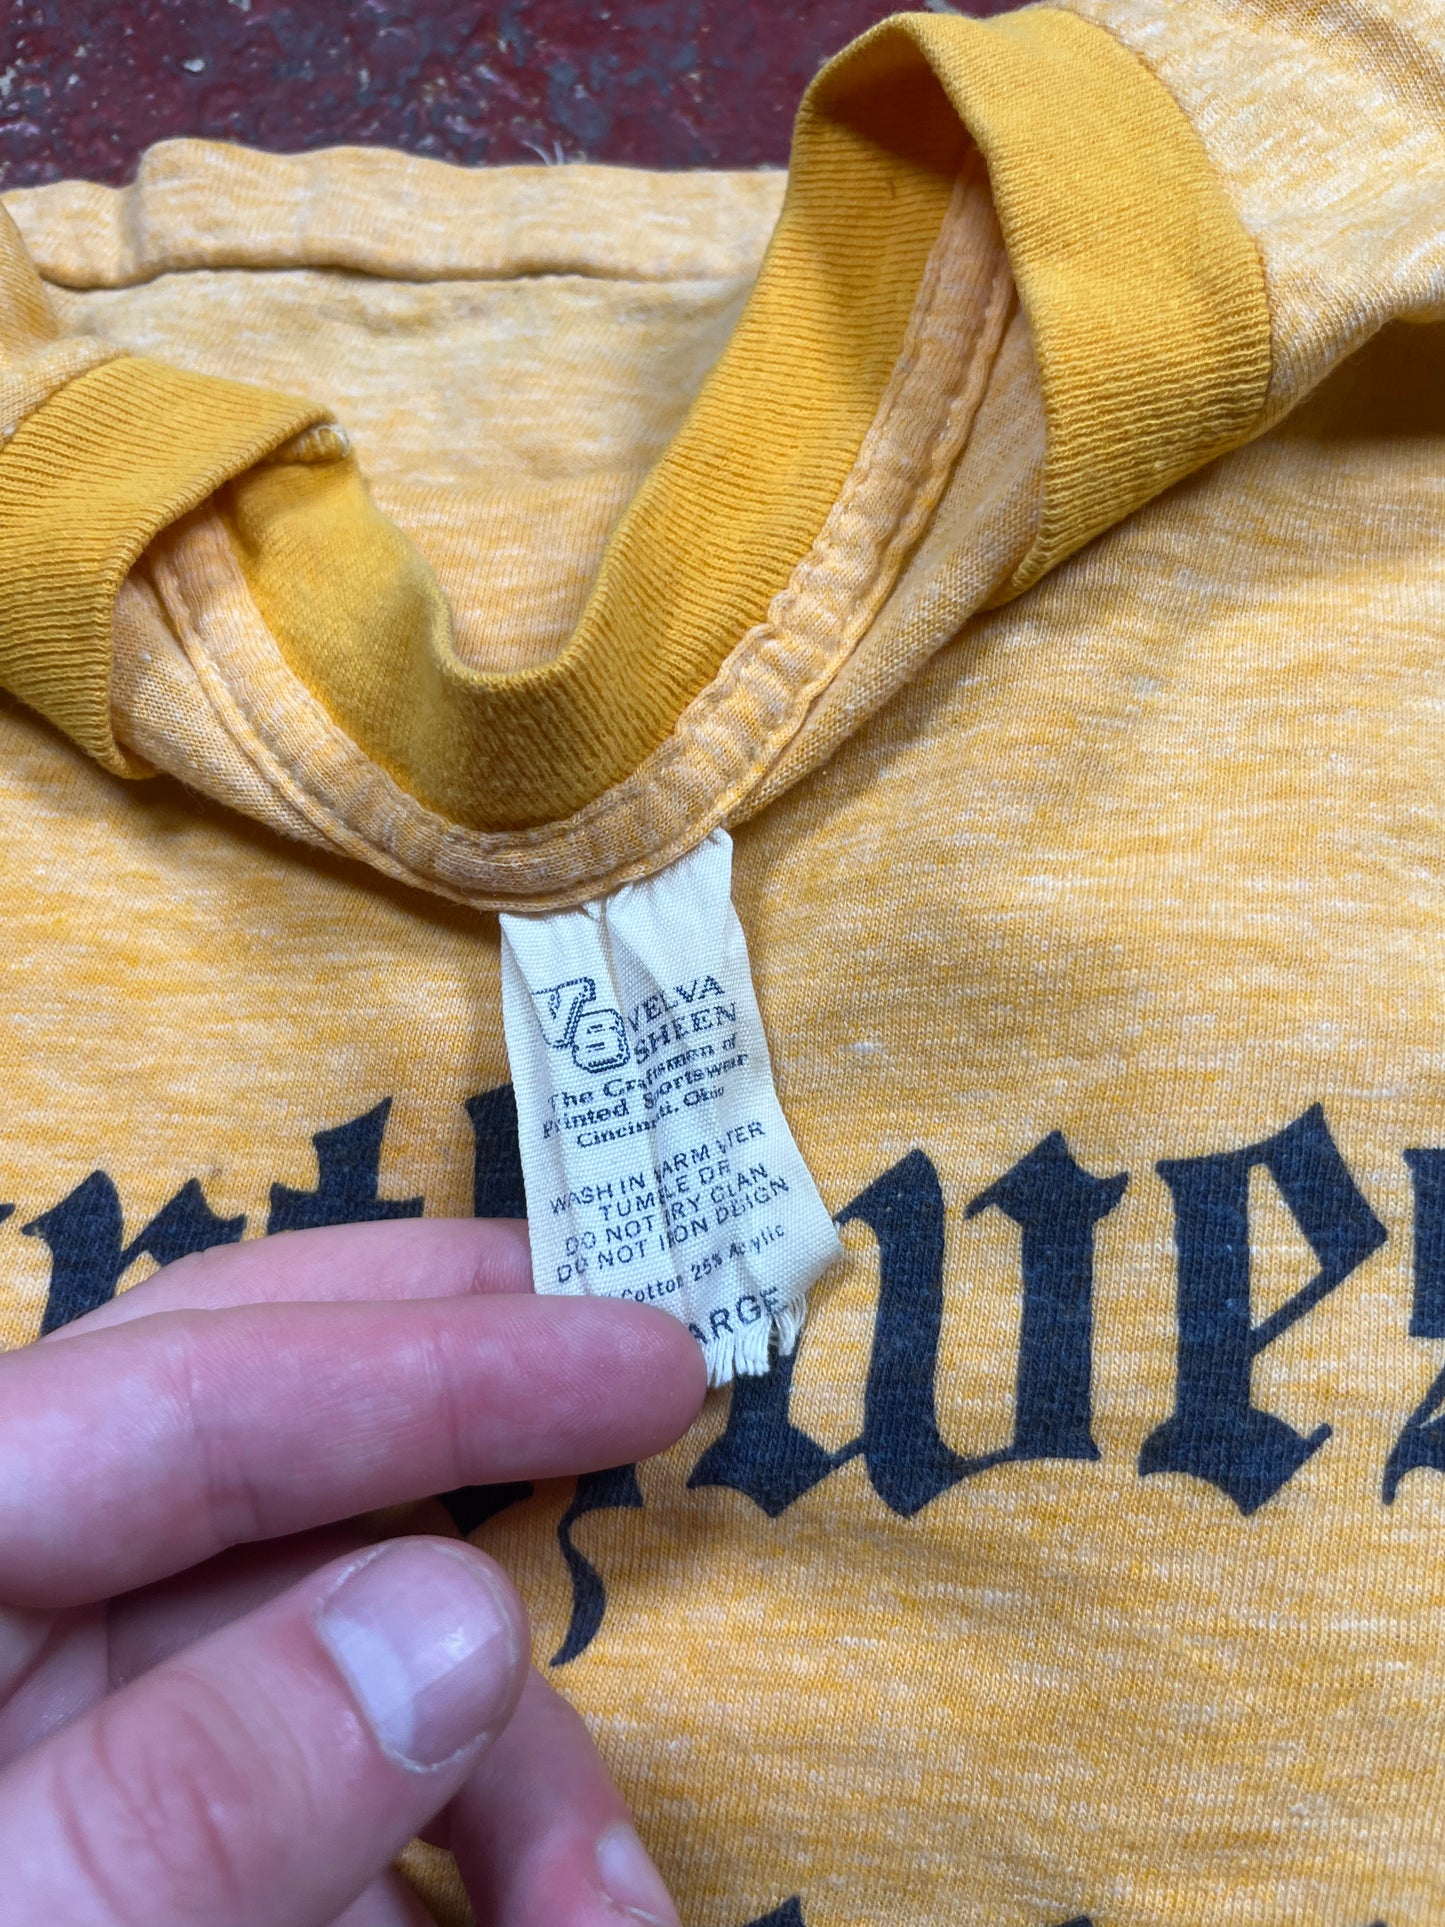 VS VELVA
SHEEN
The Craftsmen of
Printed Sportswear
Cincinnati, Ohio
WASH IN WARM WATER
TUMBLE DRY
DO NOT DRY CLEAN
DO NOT IRON DESIGN
Cotton 25% Acrylic
ARGE